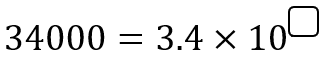 34000 = 3.4 × 10^□